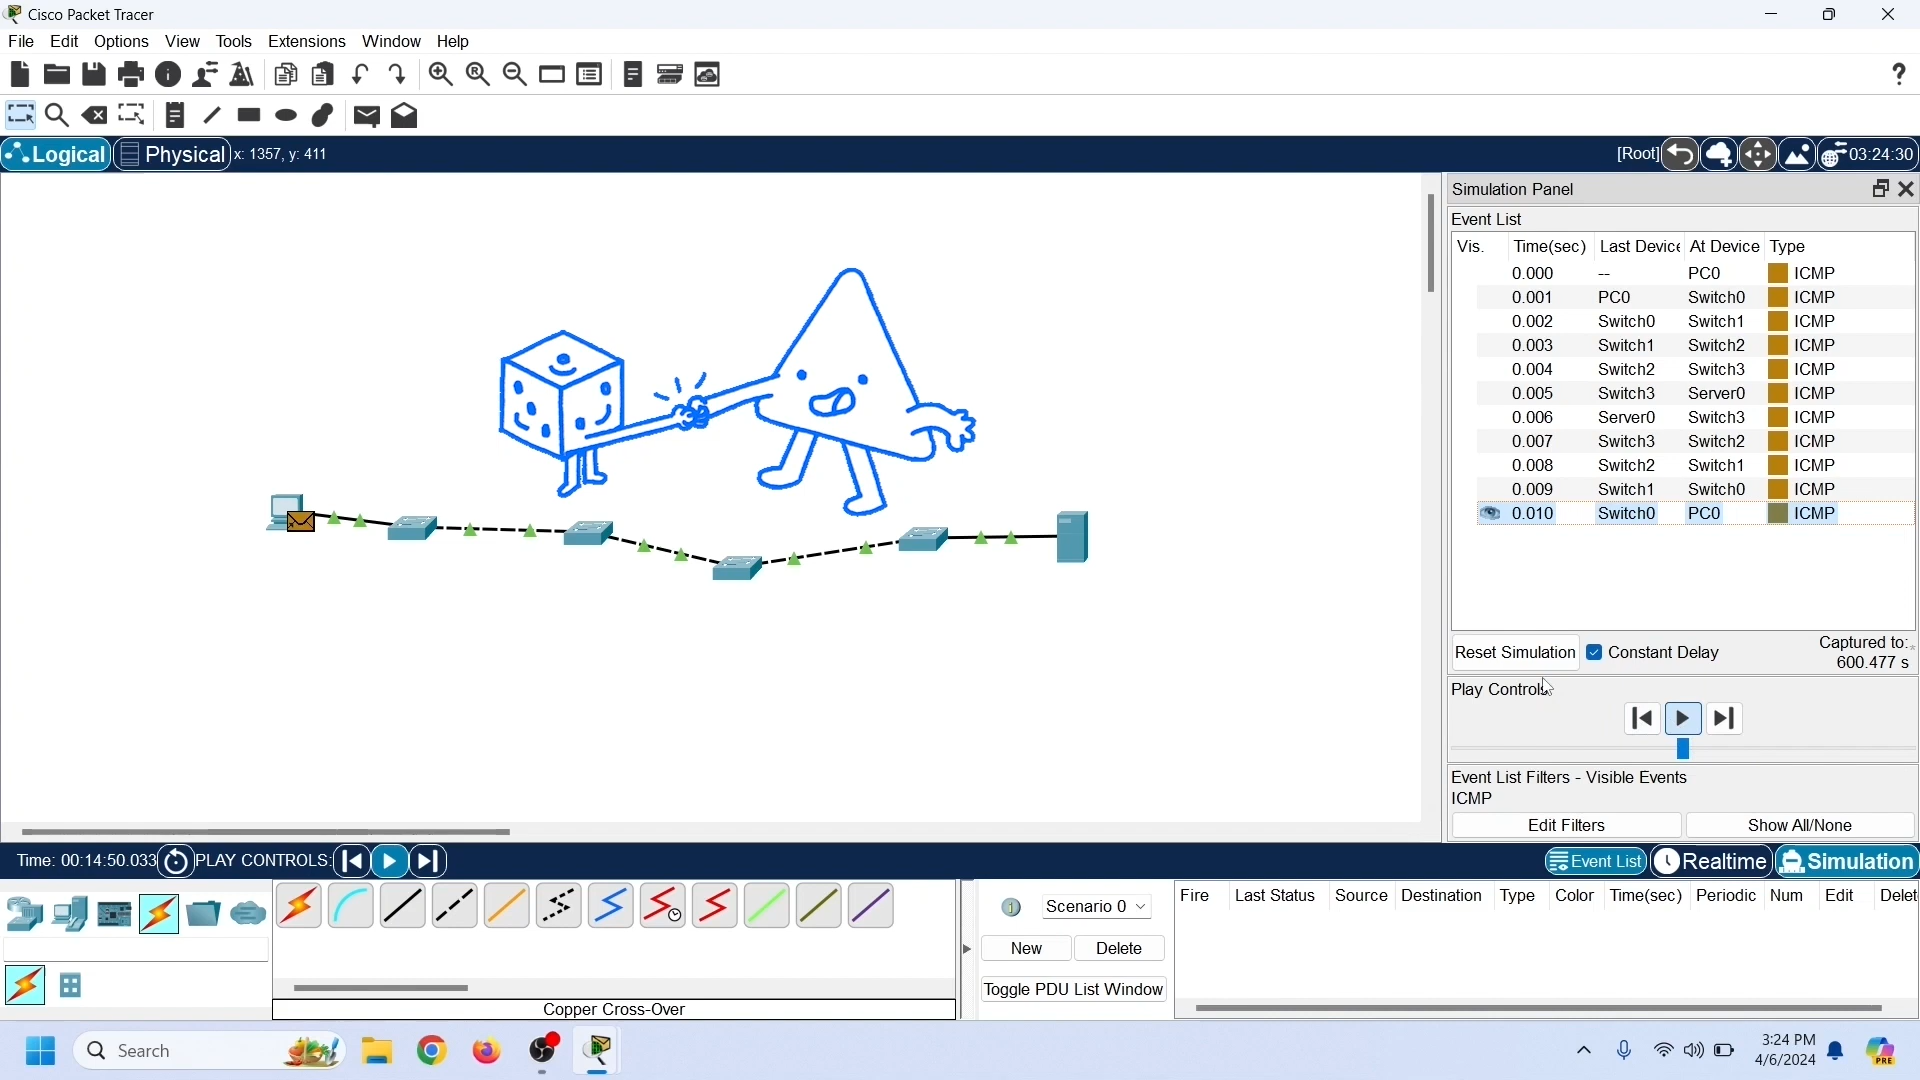 Cisco Packet Tracer
File Edit Options View Tools Extensions Window Help
Logical Physical x: 1357, y: 411 [Root] 03:24:30
Simulation Panel
Event List
Vis. Time(sec) Last Device At Device Type
0.000 -- PC0 ICMP
0.001 PC0 Switch0 ICMP
0.002 Switch0 Switch1 ICMP
0.003 Switch1 Switch2 ICMP
0.004 Switch2 Switch3 ICMP
0.005 Switch3 Server0 ICMP
0.006 Server0 Switch3 ICMP
0.007 Switch3 Switch2 ICMP
0.008 Switch2 Switch1 ICMP
0.009 Switch1 Switch0 ICMP
0.010 Switch0 PC0 ICMP
Reset Simulation Constant Delay Captured to:
600.477 s
Play Controls
Event List Filters - Visible Events
ICMP
Edit Filters Show All/None
Time: 00:14:50.033 PLAY CONTROLS: Event List Realtime Simulation
Scenario 0
New Delete
Toggle PDU List Window
Fire Last Status Source Destination Type Color Time(sec) Periodic Num Edit Delet
Copper Cross-Over
Search
3:24 PM
4/6/2024
PRE